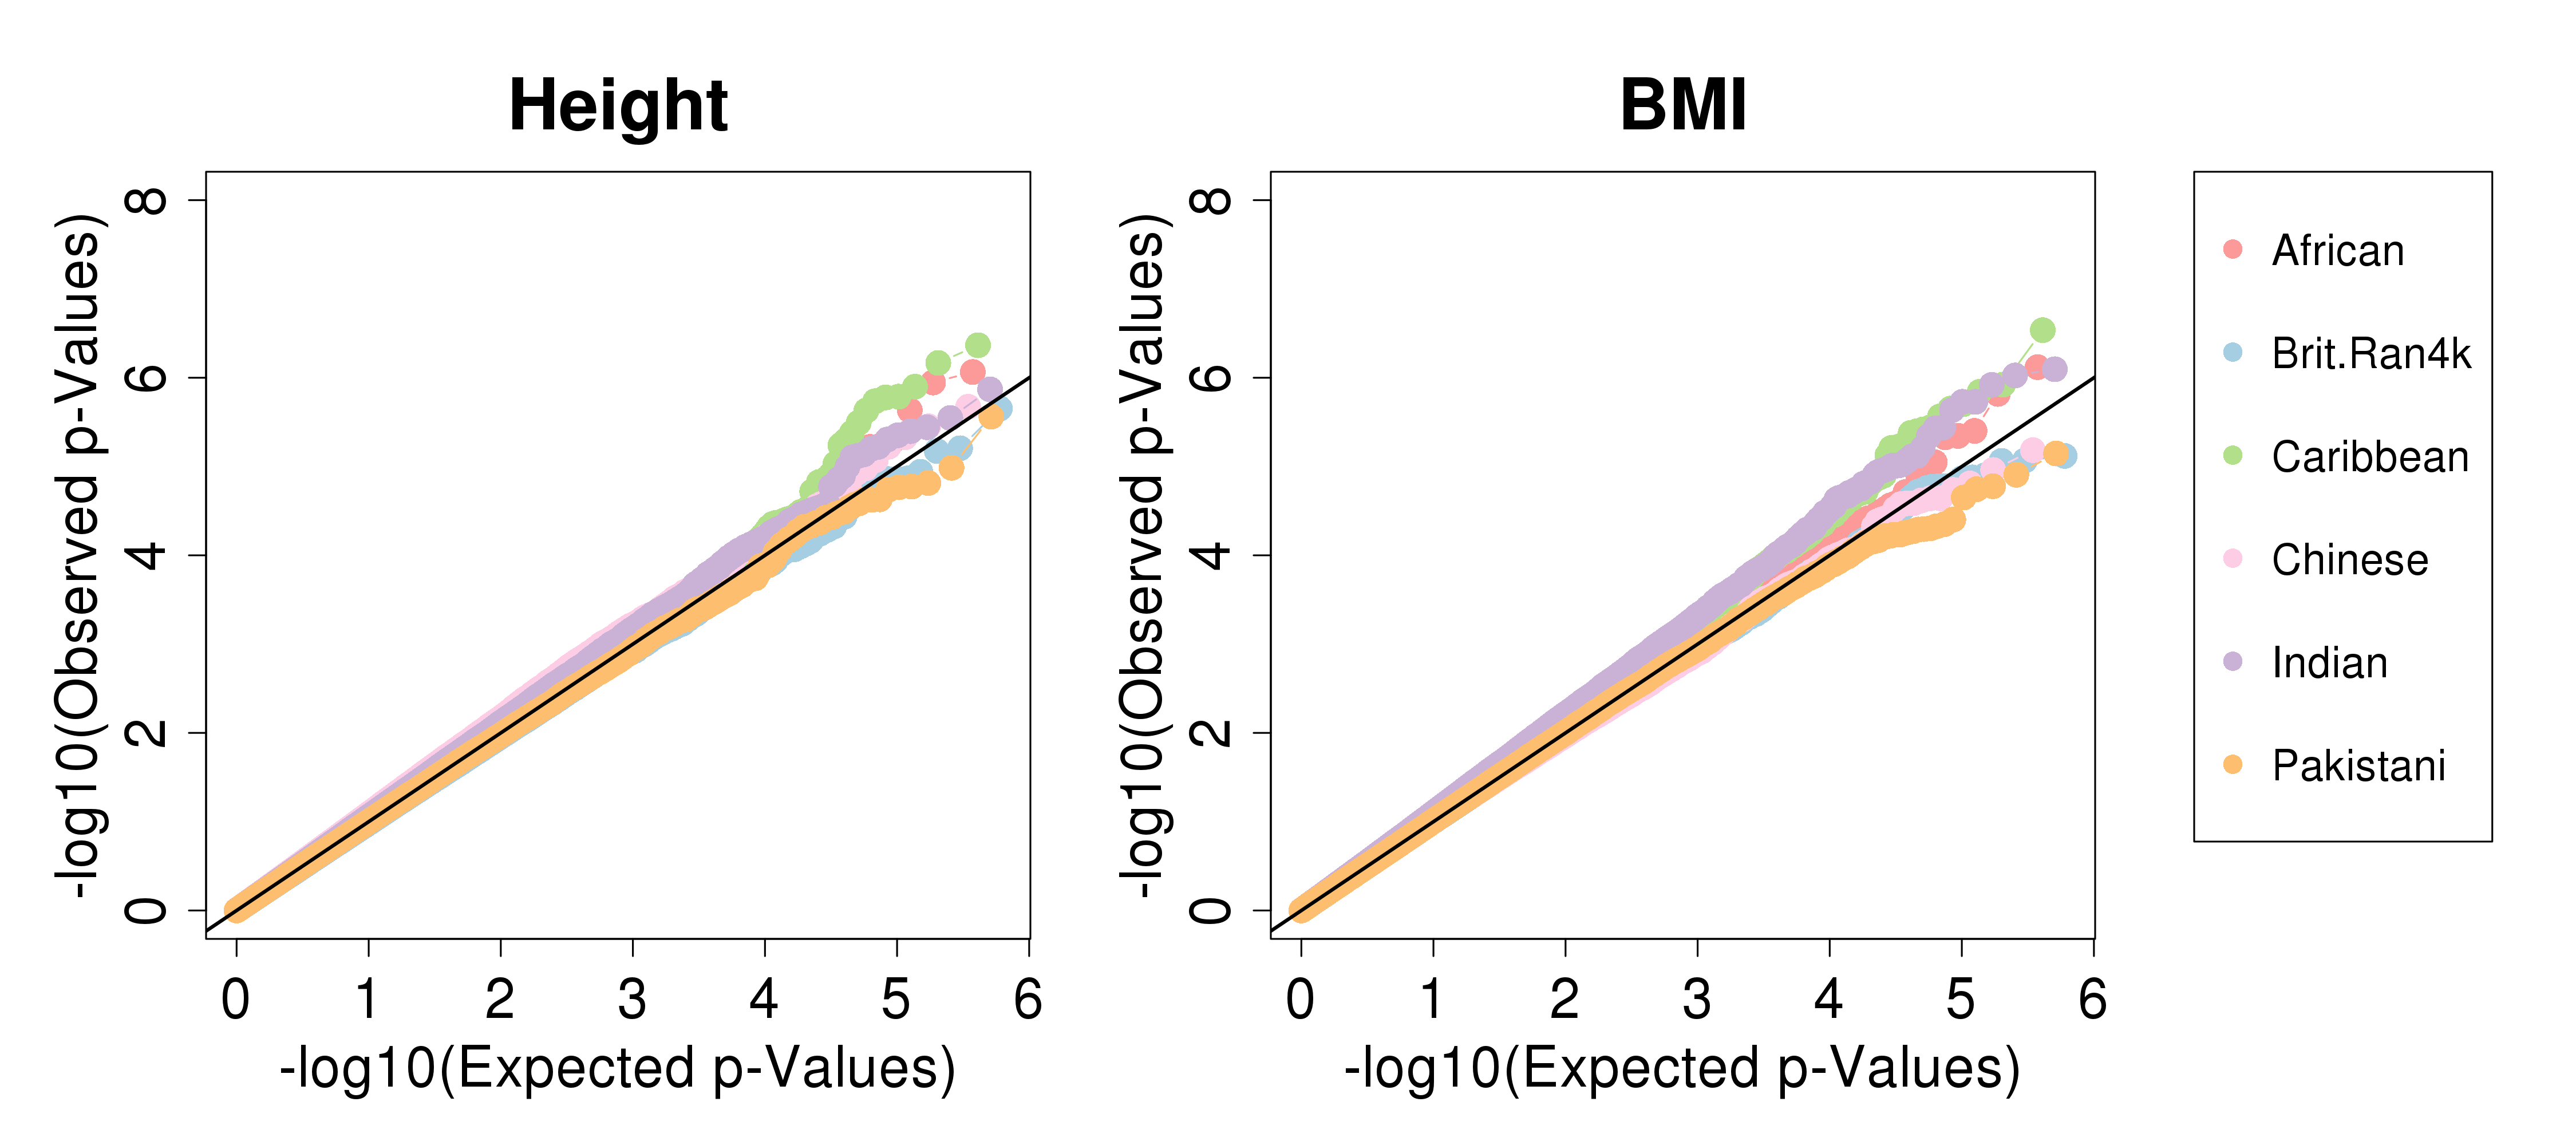 Height
-log10(Observed p-Values)
8
6
4
2
0
0 1 2 3 4 5 6
-log10(Expected p-Values)
BMI
-log10(Observed p-Values)
8
6
4
2
0
0 1 2 3 4 5 6
-log10(Expected p-Values)
African
Brit.Ran4k
Caribbean
Chinese
Indian
Pakistani